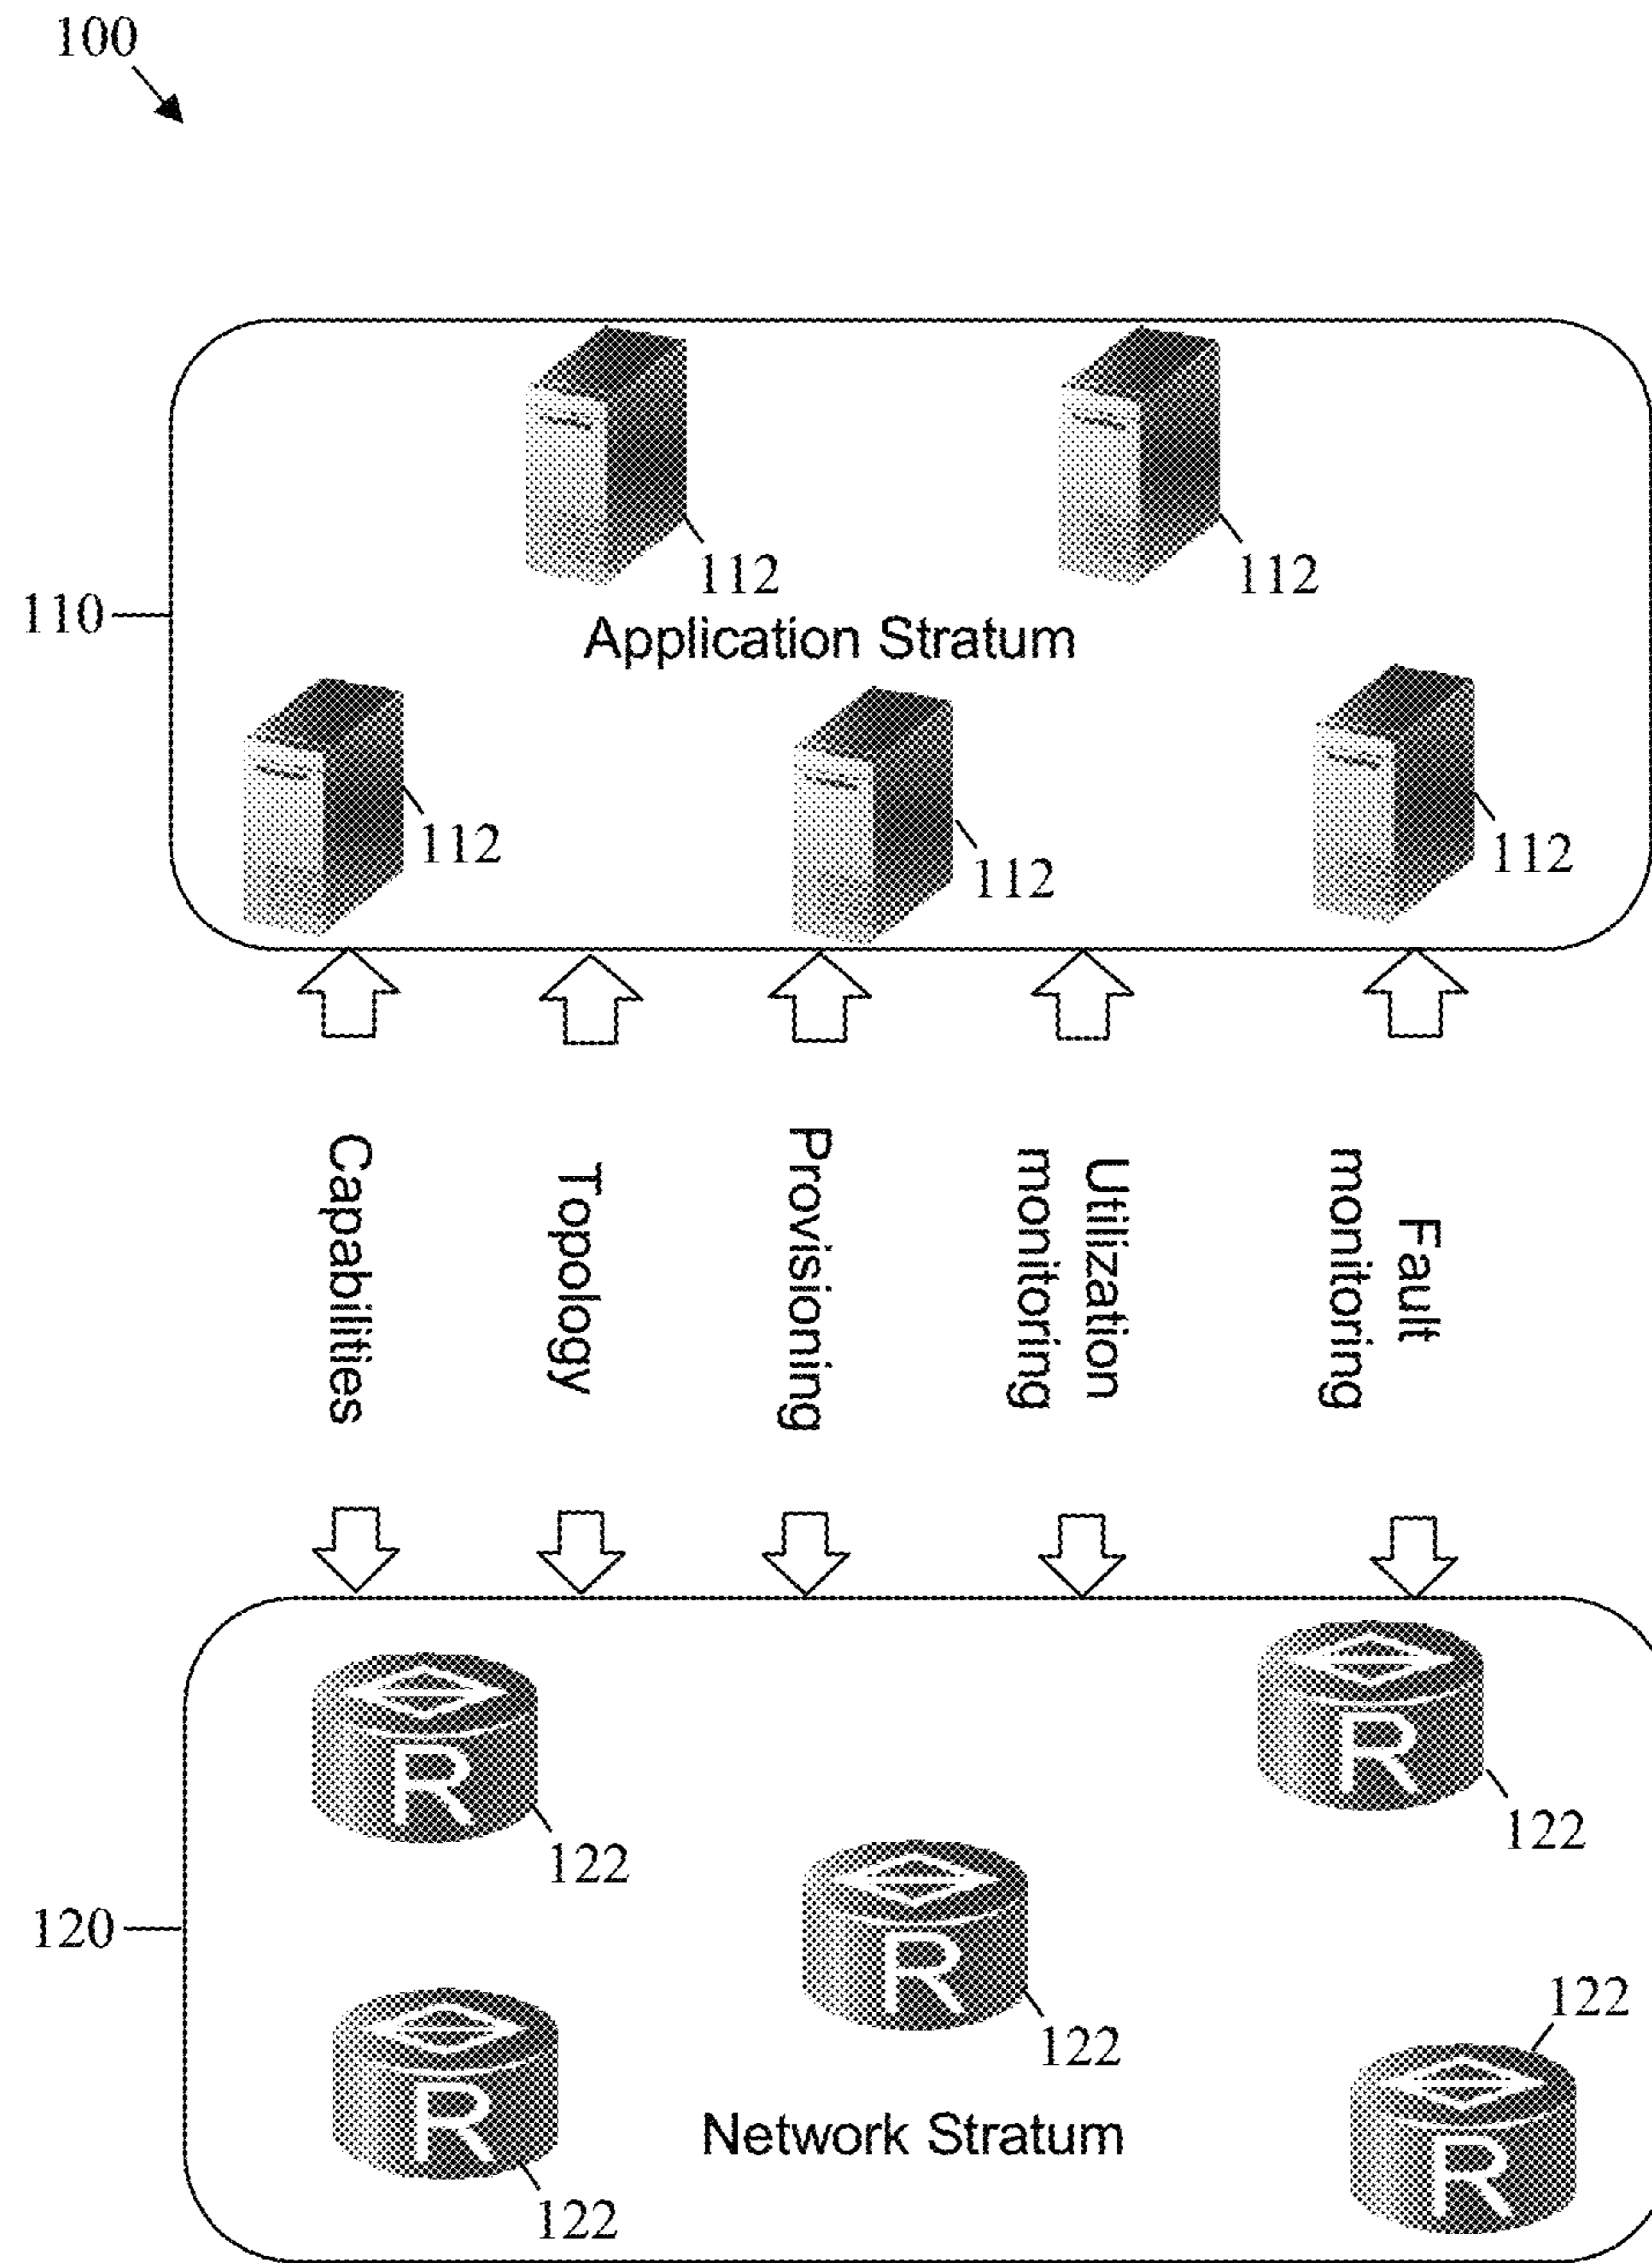 100
110
112
112
Application Stratum
112
112
112
Capabilities
Topology
Provisioning
Utilization
monitoring
Fault
monitoring
120
R
122
R
122
R
122
R
122
122
R
Network Stratum